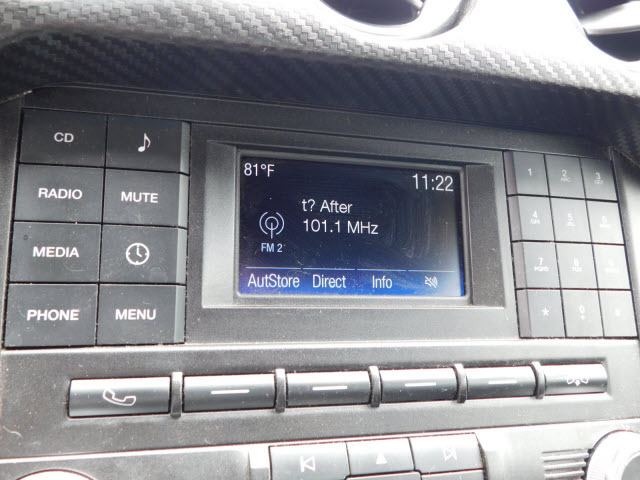 CD
RADIO
MUTE
MEDIA
PHONE
MENU
81°F
11:22
t? After
101.1 MHz
FM 2
AutStore Direct Info
1 2 3
4 5 6
7 8 9
* 0 #